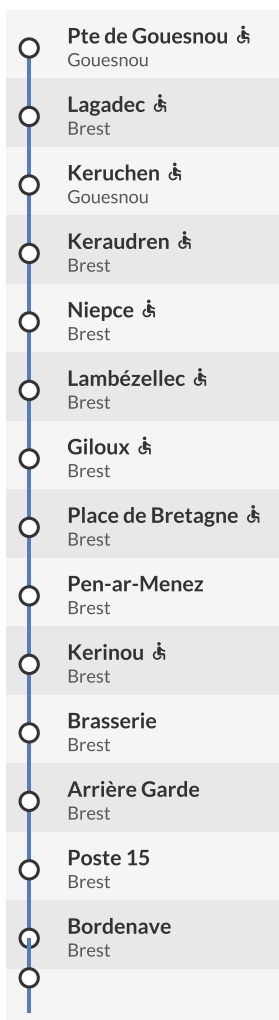 Pte de Gouesnou
Gouesnou
Lagadec
Brest
Keruchen
Gouesnou
Keraudren
Brest
Niepce
Brest
Lambézellec
Brest
Giloux
Brest
Place de Bretagne
Brest
Pen-ar-Menez
Brest
Kerinou
Brest
Brasserie
Brest
Arrière Garde
Brest
Poste 15
Brest
Bordenave
Brest